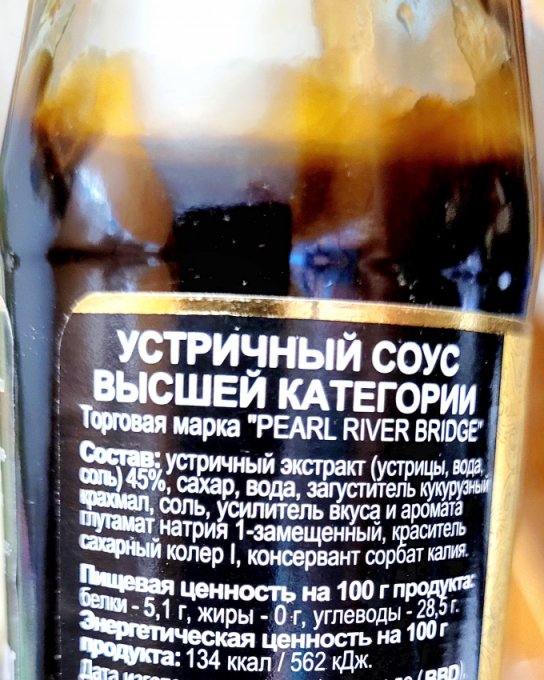 УСТРИЧНЫЙ СОУС
ВЫСШЕЙ КАТЕГОРИИ
Торговая марка "PEARL RIVER BRIDGE"
Состав: устричный экстракт (устрицы, вода,
соль) 45%, сахар, вода, загуститель кукурузный
крахмал, соль, усилитель вкуса и аромата
глутамат натрия 1-замещенный, краситель
сахарный колер I, консервант сорбат калия.
Пищевая ценность на 100 г продукта:
белки - 5,1 г, жиры - 0 г, углеводы - 28,5 г.
Энергетическая ценность на 100 г
продукта: 134 ккал / 562 кДж.
Дата